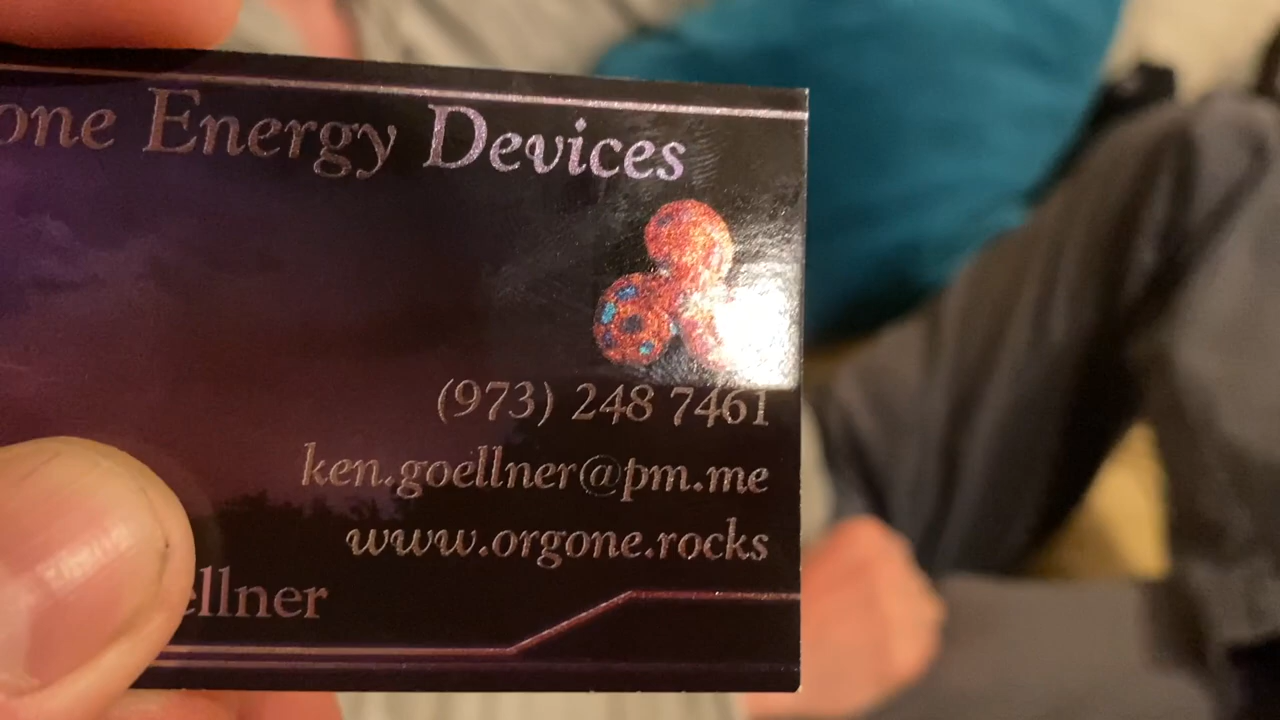 one Energy Devices
(973) 248 7461
ken.goellner@pm.me
www.orgone.rocks
ellner